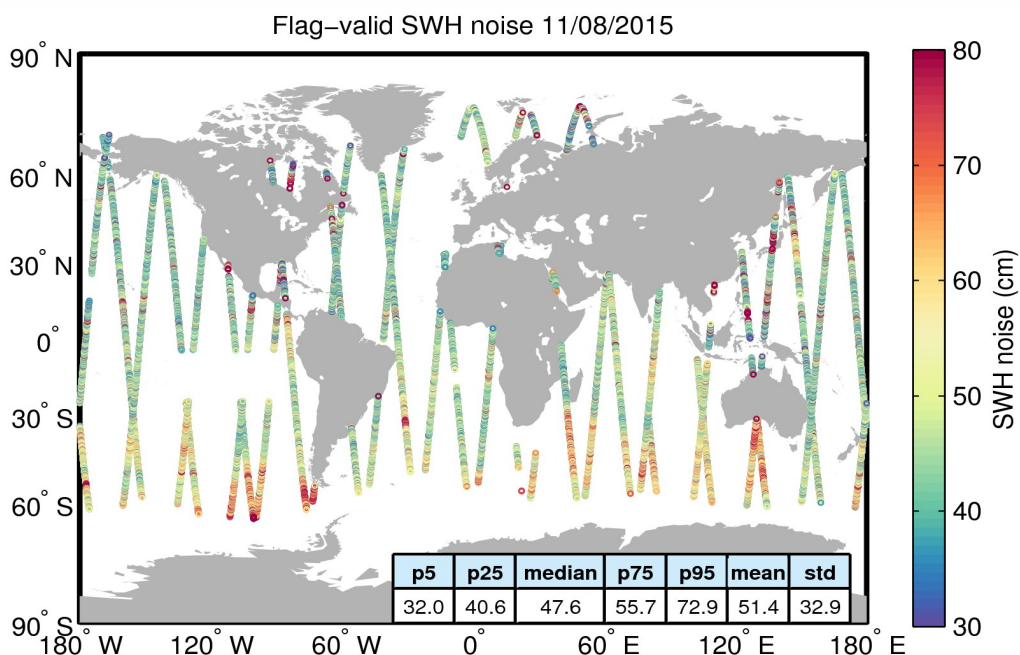 Flag−valid SWH noise 11/08/2015
90° N
60° N
30° N
0°
30° S
60° S
90° S
180° W
120° W
60° W
0°
60° E
120° E
180° E
80
70
60
50
40
30
SWH noise (cm)
p5 p25 median p75 p95 mean std
32.0 40.6 47.6 55.7 72.9 51.4 32.9